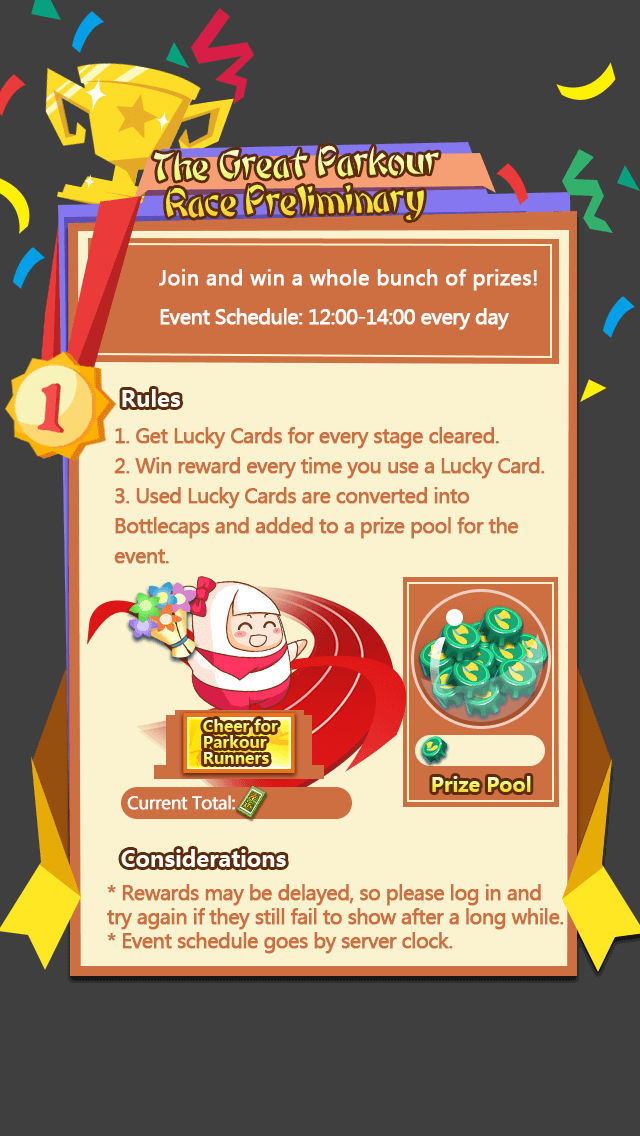 The Great Parkour
Race Preliminary
Join and win a whole bunch of prizes!
Event Schedule: 12:00-14:00 every day
1
Rules
1. Get Lucky Cards for every stage cleared.
2. Win reward every time you use a Lucky Card.
3. Used Lucky Cards are converted into
Bottlecaps and added to a prize pool for the
event.
Cheer for
Parkour
Runners
Current Total:
Prize Pool
Considerations
* Rewards may be delayed, so please log in and
try again if they still fail to show after a long while.
* Event schedule goes by server clock.